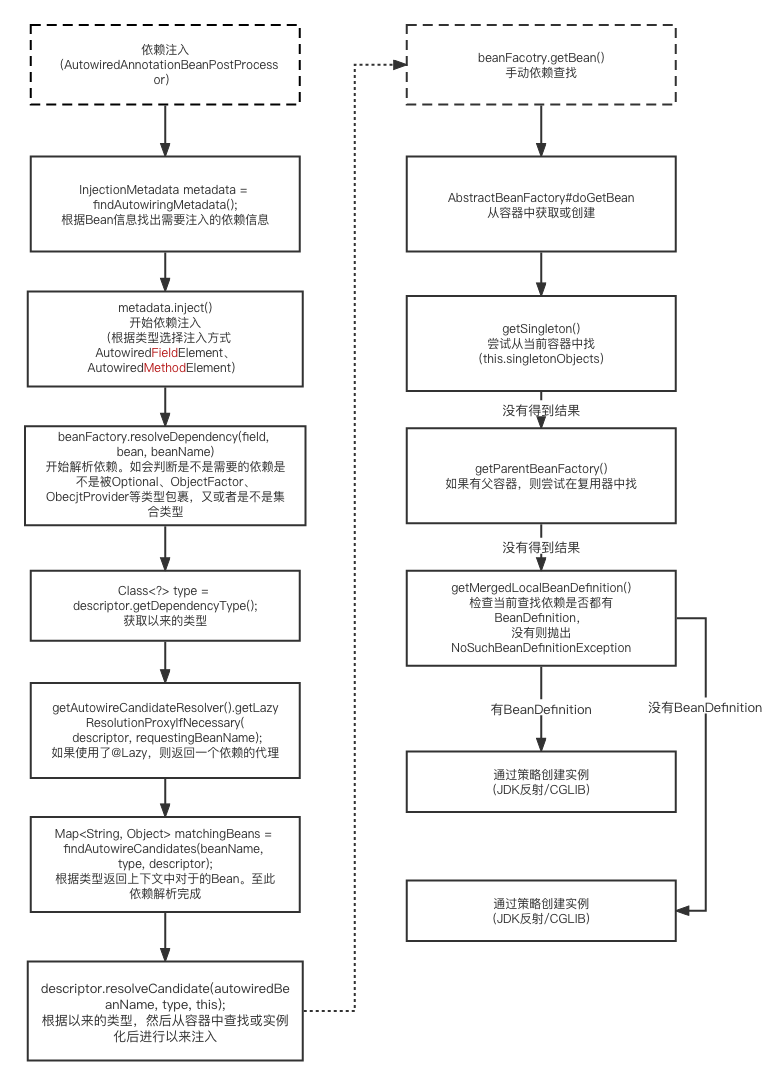 依赖注入
(AutowiredAnnotationBeanPostProcess
or)
InjectionMetadata metadata =
findAutowiringMetadata();
根据Bean信息找出需要注入的依赖信息
metadata.inject()
开始依赖注入
(根据类型选择注入方式
AutowiredFieldElement、
AutowiredMethodElement)
beanFactory.resolveDependency(field,
bean, beanName)
开始解析依赖。如会判断是不是需要的依赖是
不是被Optional、ObjectFactor、
ObecjtProvider等类型包裹，又或者是不是集
合类型
Class<?> type =
descriptor.getDependencyType();
获取以来的类型
getAutowireCandidateResolver().getLazy
ResolutionProxyIfNecessary(
descriptor, requestingBeanName);
如果使用了@Lazy，则返回一个依赖的代理
Map<String, Object> matchingBeans =
findAutowireCandidates(beanName,
type, descriptor);
根据类型返回上下文中对于的Bean。至此
依赖解析完成
descriptor.resolveCandidate(autowiredBe
anName, type, this);
根据以来的类型，然后从容器中查找或实例
化后进行以来注入
beanFacotry.getBean()
手动依赖查找
AbstractBeanFactory#doGetBean
从容器中获取或创建
getSingleton()
尝试从当前容器中找
(this.singletonObjects)
没有得到结果
getParentBeanFactory()
如果有父容器，则尝试在复用器中找
没有得到结果
getMergedLocalBeanDefinition()
检查当前查找依赖是否都有
BeanDefinition,
没有则抛出
NoSuchBeanDefinitionException
有BeanDefinition
没有BeanDefinition
通过策略创建实例
(JDK反射/CGLIB)
通过策略创建实例
(JDK反射/CGLIB)